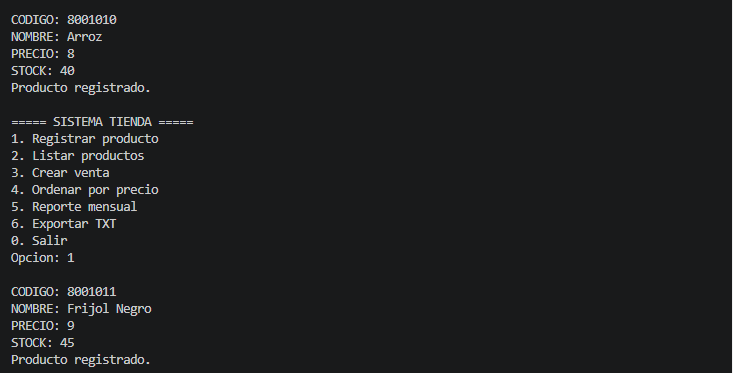 CODIGO: 8001010
NOMBRE: Arroz
PRECIO: 8
STOCK: 40
Producto registrado.
===== SISTEMA TIENDA =====
1. Registrar producto
2. Listar productos
3. Crear venta
4. Ordenar por precio
5. Reporte mensual
6. Exportar TXT
0. Salir
Opcion: 1
CODIGO: 8001011
NOMBRE: Frijol Negro
PRECIO: 9
STOCK: 45
Producto registrado.